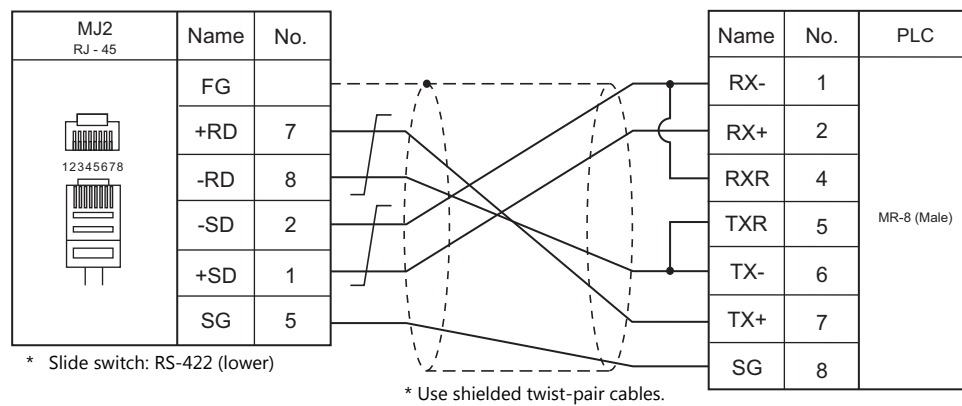 MJ2 Name No.
RJ - 45
FG
+RD 7
12345678
-RD 8
-SD 2
+SD 1
SG 5
* Slide switch: RS-422 (lower)
Name No. PLC
RX- 1
RX+ 2
RXR 4
TXR 5
MR-8 (Male)
TX- 6
TX+ 7
SG 8
* Use shielded twist-pair cables.